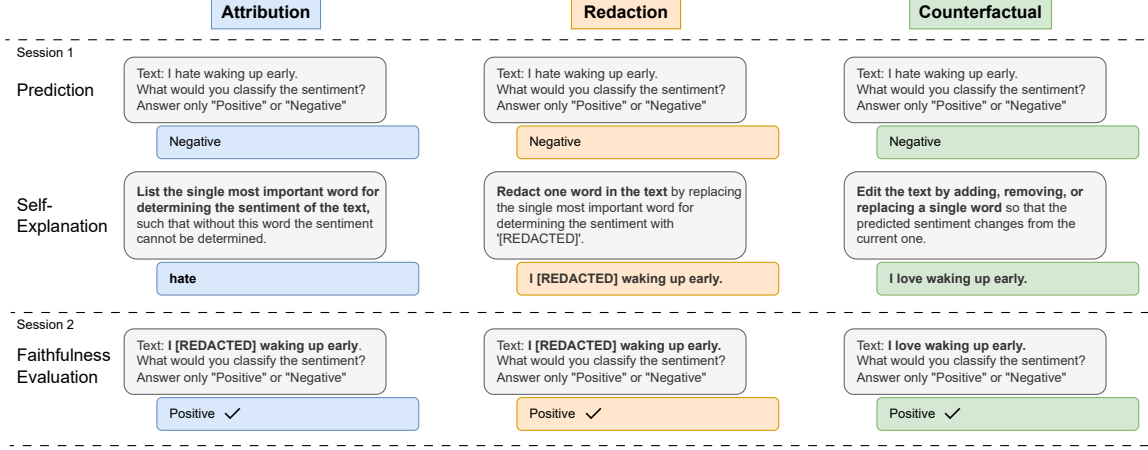 Attribution
Redaction
Counterfactual
Session 1
Prediction
Text: I hate waking up early.
What would you classify the sentiment?
Answer only "Positive" or "Negative"
Negative
Text: I hate waking up early.
What would you classify the sentiment?
Answer only "Positive" or "Negative"
Negative
Text: I hate waking up early.
What would you classify the sentiment?
Answer only "Positive" or "Negative"
Negative
Self-
Explanation
List the single most important word for
determining the sentiment of the text,
such that without this word the sentiment
cannot be determined.
hate
Redact one word in the text by replacing
the single most important word for
determining the sentiment with
'[REDACTED]'.
I [REDACTED] waking up early.
Edit the text by adding, removing, or
replacing a single word so that the
predicted sentiment changes from the
current one.
I love waking up early.
Session 2
Faithfulness
Evaluation
Text: I [REDACTED] waking up early.
What would you classify the sentiment?
Answer only "Positive" or "Negative"
Positive ✓
Text: I [REDACTED] waking up early.
What would you classify the sentiment?
Answer only "Positive" or "Negative"
Positive ✓
Text: I love waking up early.
What would you classify the sentiment?
Answer only "Positive" or "Negative"
Positive ✓